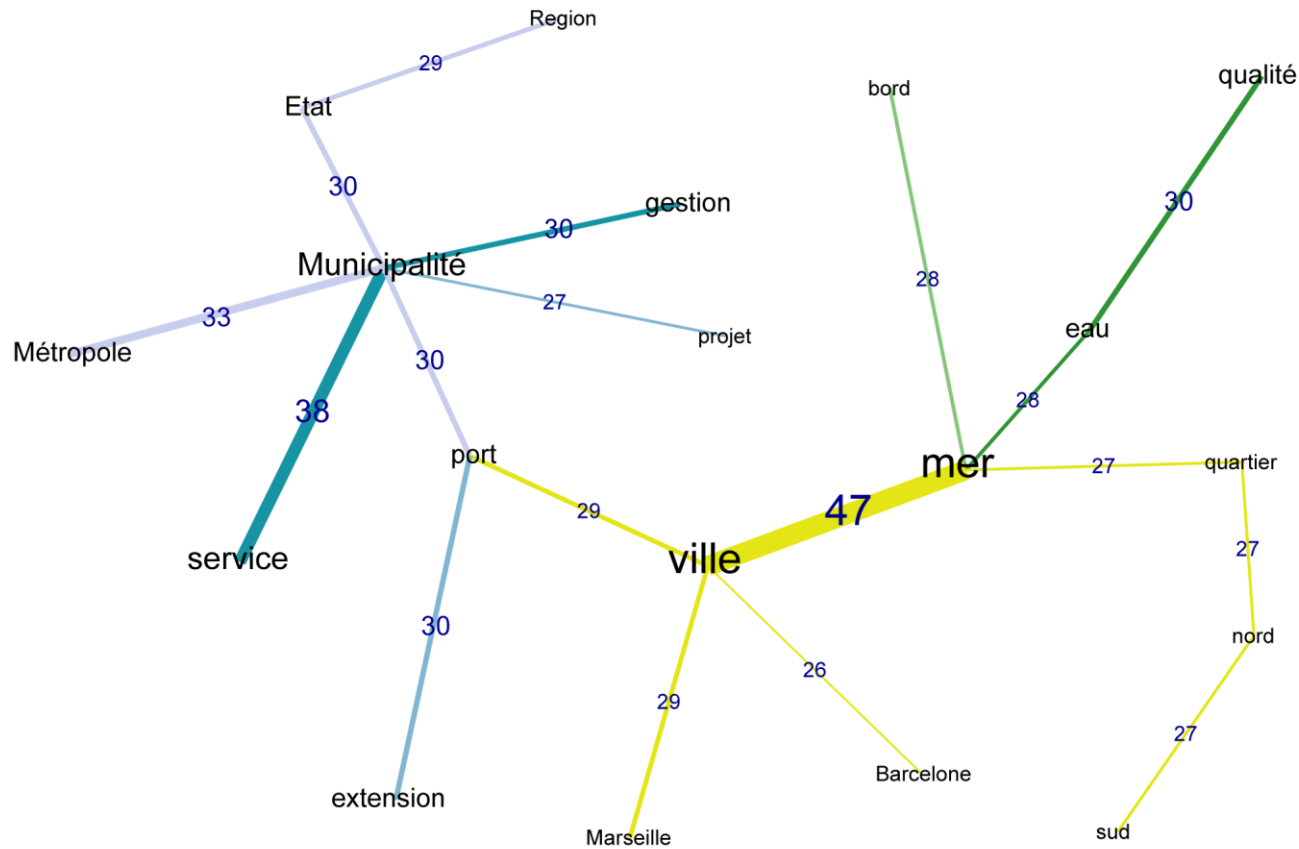 Region
29
Etat
bord
qualité
30
gestion
30
30
Municipalité
28
33
27
projet
eau
Métropole
30
28
38
port
mer
27
quartier
29
47
27
service
ville
30
nord
26
29
27
Barcelone
extension
Marseille
sud